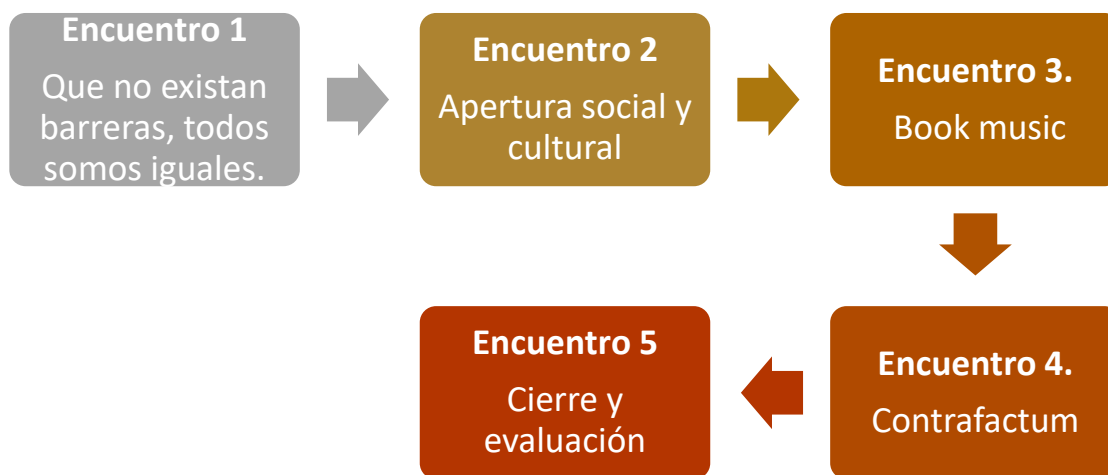 Encuentro 1
Que no existan
barreras, todos
somos iguales.
Encuentro 2
Apertura social y
cultural
Encuentro 3.
Book music
Encuentro 4.
Contrafactum
Encuentro 5
Cierre y
evaluación